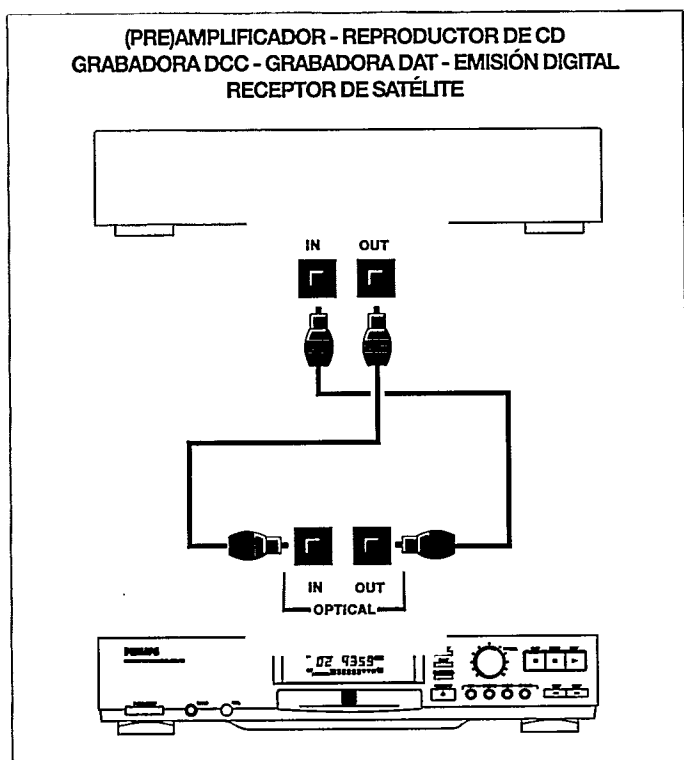 (PRE)AMPLIFICADOR - REPRODUCTOR DE CD
GRABADORA DCC - GRABADORA DAT - EMISIÓN DIGITAL
RECEPTOR DE SATÉLITE
IN OUT
IN OUT
OPTICAL
PHILIPS
02 4359